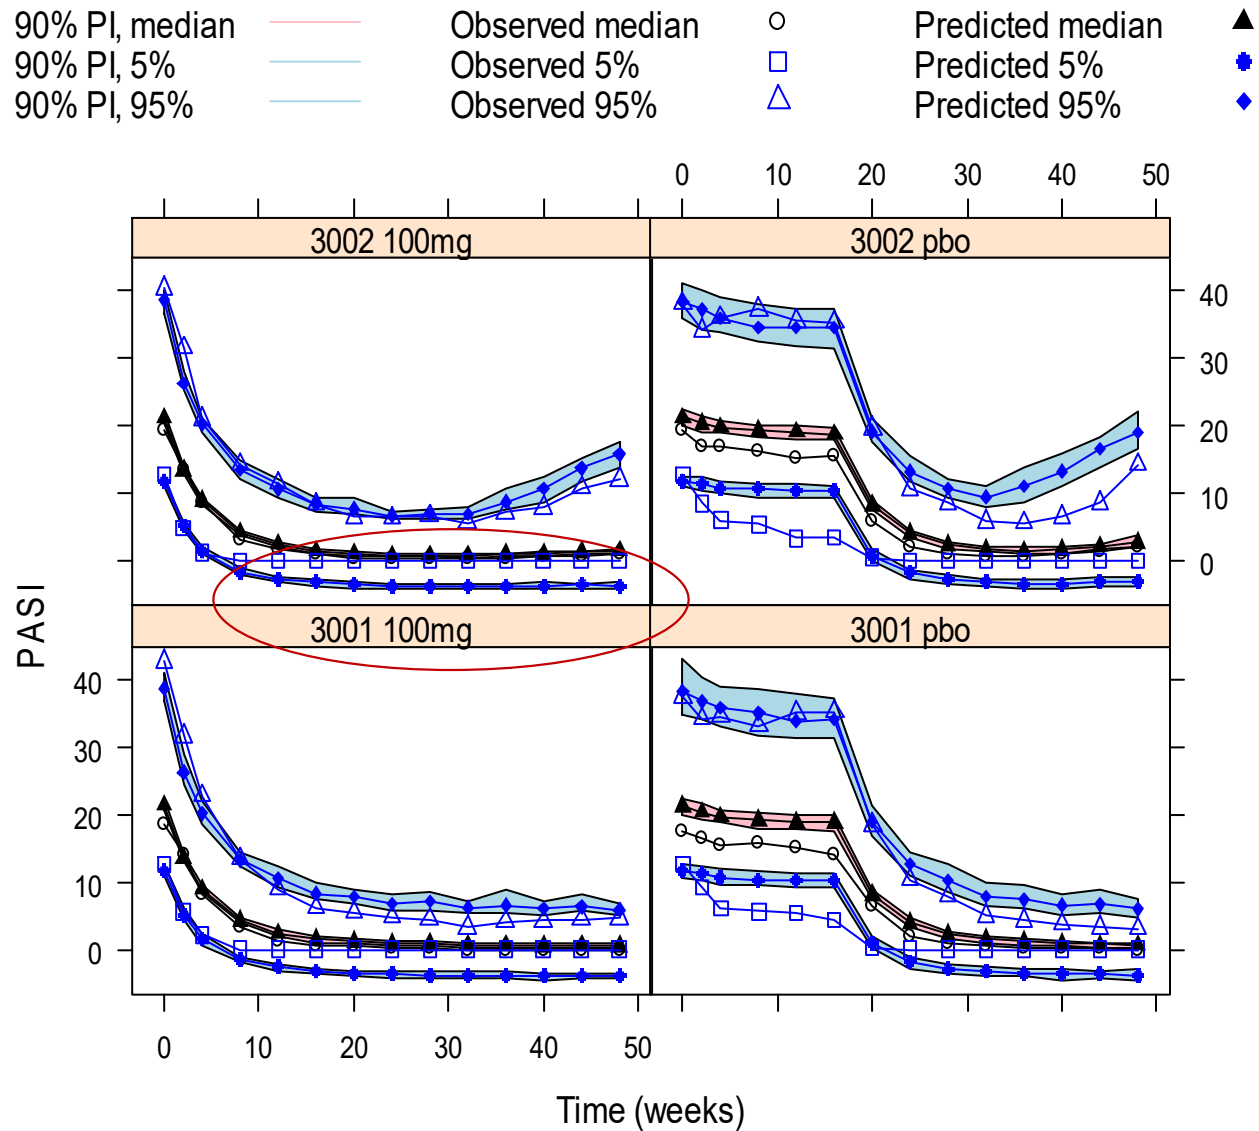 90% PI, median Observed median Predicted median
90% PI, 5% Observed 5% Predicted 5%
90% PI, 95% Observed 95% Predicted 95%
0 10 20 30 40 50
3002 100mg 3002 pbo
40
30
20
10
0
3001 100mg 3001 pbo
PASI
40
30
20
10
0
0 10 20 30 40 50
Time (weeks)